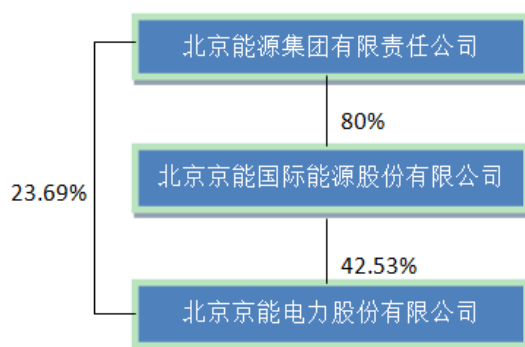 北京能源集团有限责任公司
80%
北京京能国际能源股份有限公司
23.69%
42.53%
北京京能电力股份有限公司